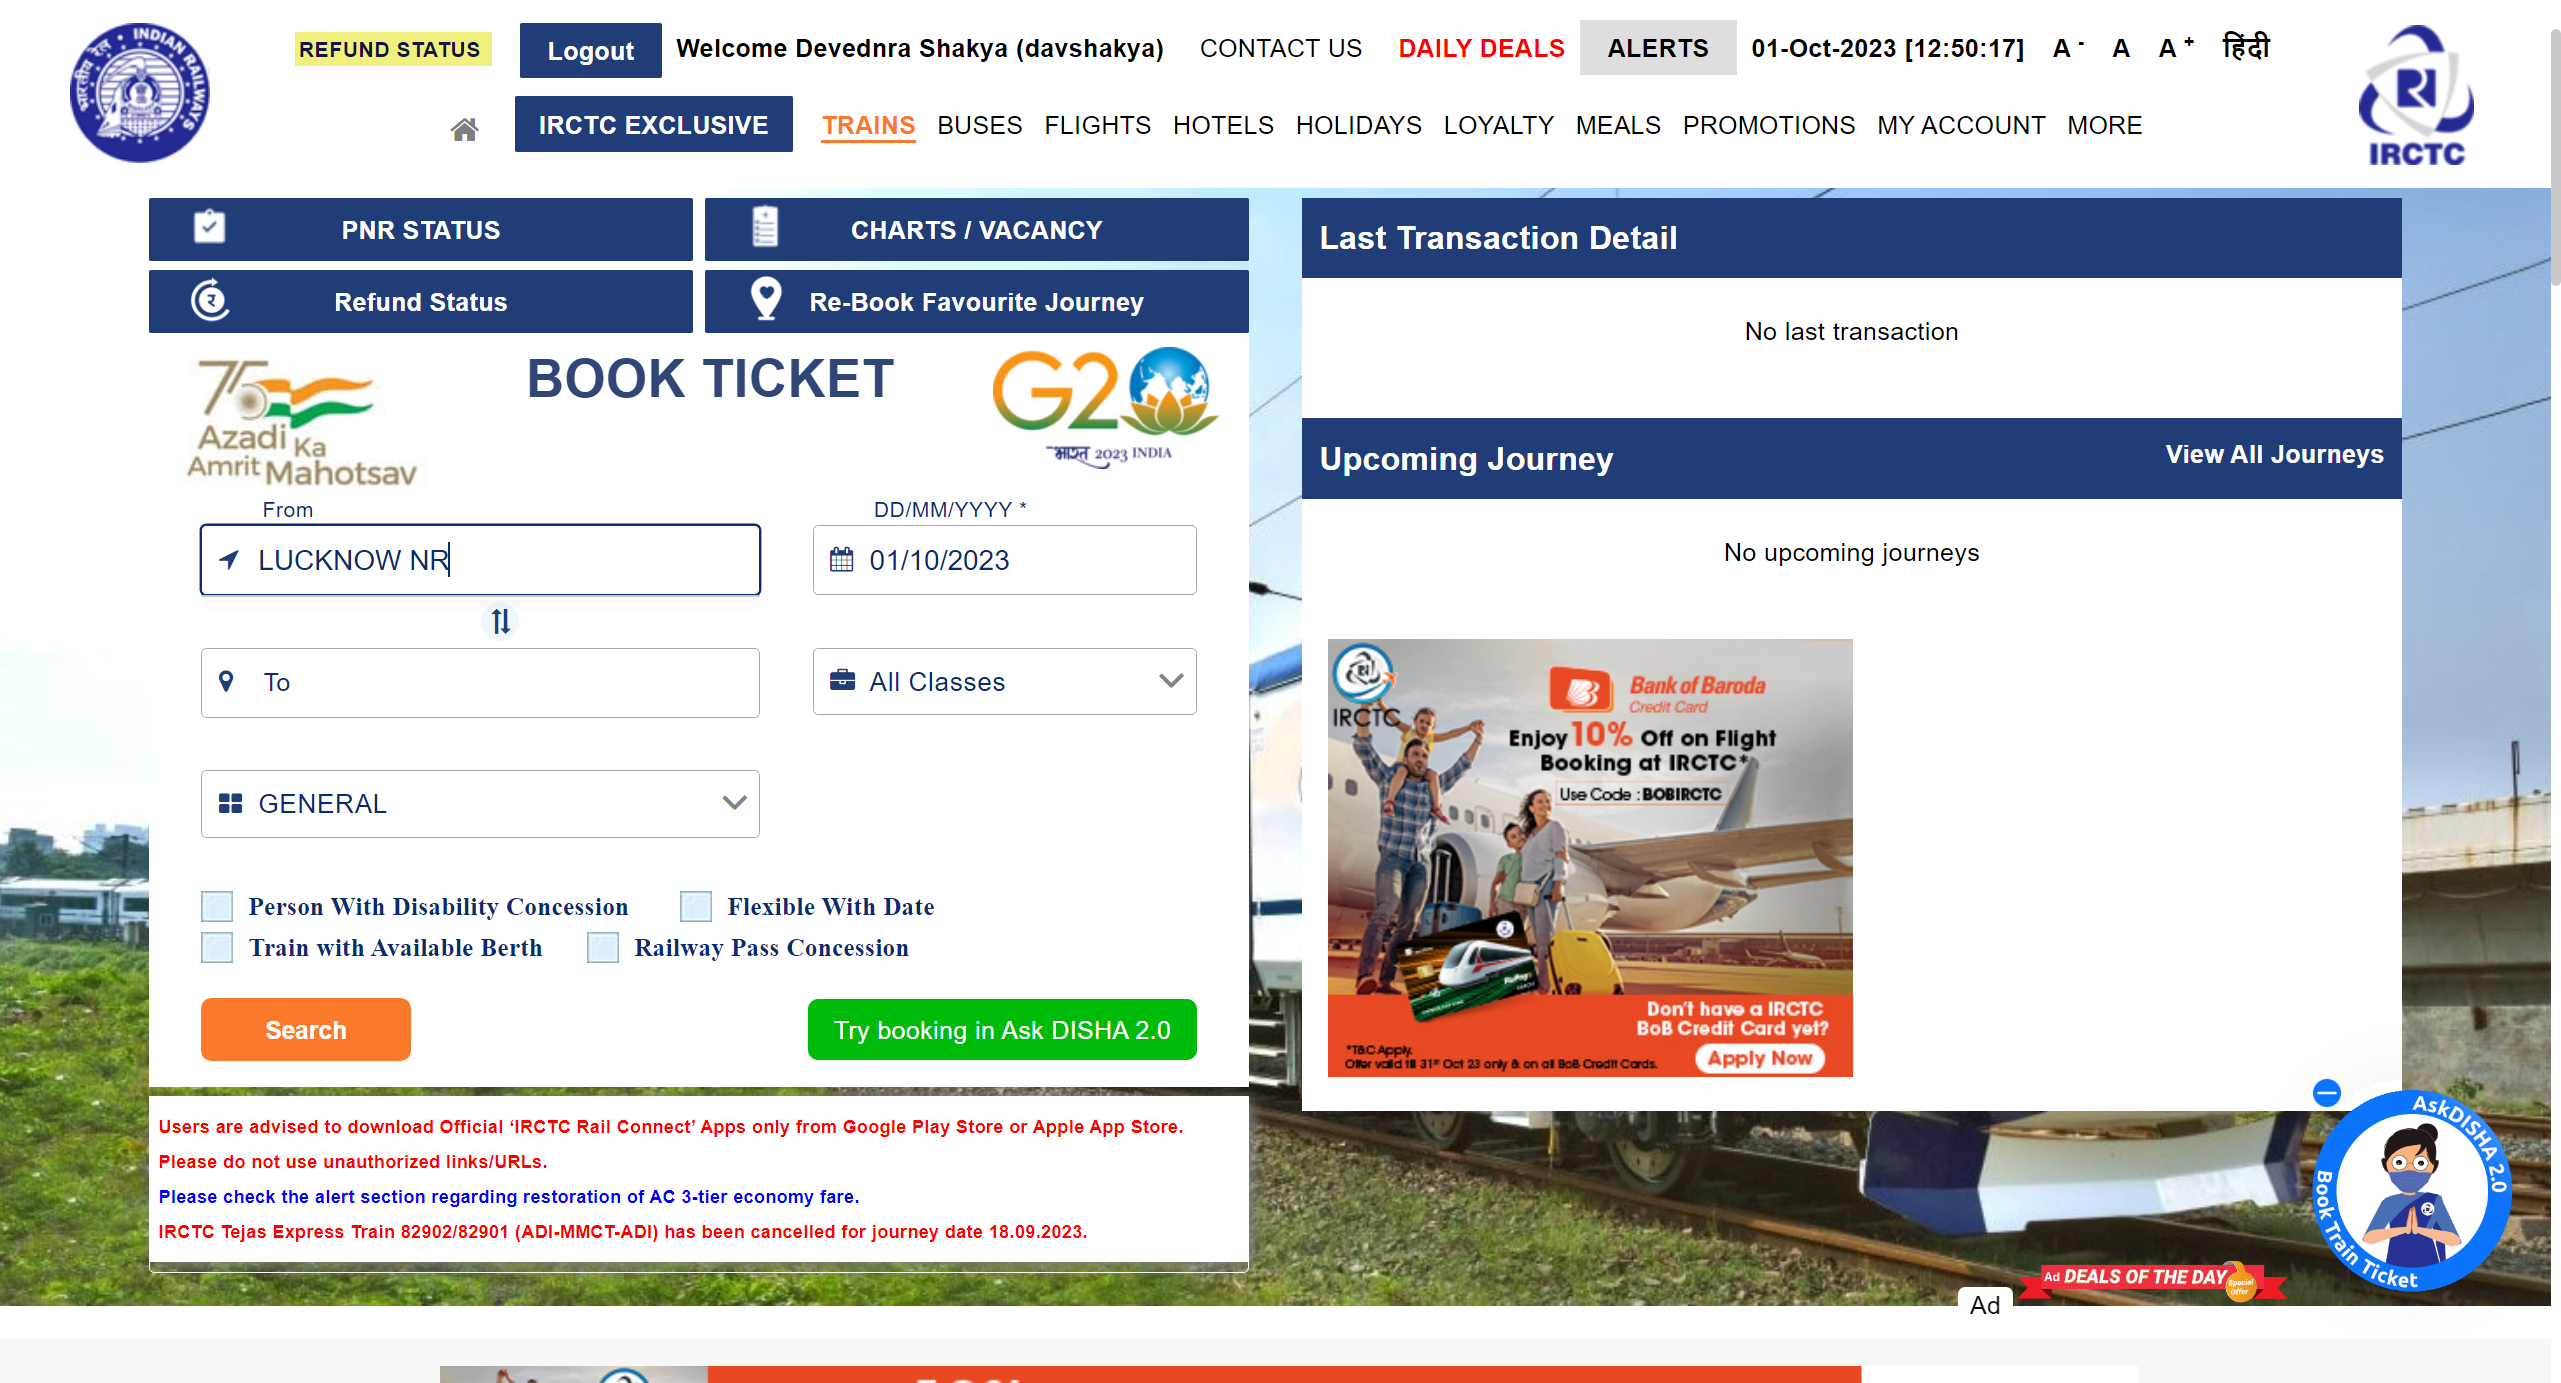 REFUND STATUS Logout Welcome Devednra Shakya (davshakya) CONTACT US DAILY DEALS ALERTS 01-Oct-2023 [12:50:17] A - A A + हिंदी
INDIAN RAILWAYS
भारतीय रेल
IRCTC EXCLUSIVE TRAINS BUSES FLIGHTS HOTELS HOLIDAYS LOYALTY MEALS PROMOTIONS MY ACCOUNT MORE
IRCTC
PNR STATUS
CHARTS / VACANCY
Refund Status
Re-Book Favourite Journey
75
Azadi Ka
Amrit Mahotsav
BOOK TICKET
G20
भारत 2023 INDIA
From
LUCKNOW NR
DD/MM/YYYY *
01/10/2023
To
All Classes
GENERAL
Person With Disability Concession
Flexible With Date
Train with Available Berth
Railway Pass Concession
Search
Try booking in Ask DISHA 2.0
Users are advised to download Official ‘IRCTC Rail Connect’ Apps only from Google Play Store or Apple App Store.
Please do not use unauthorized links/URLs.
Please check the alert section regarding restoration of AC 3-tier economy fare.
IRCTC Tejas Express Train 82902/82901 (ADI-MMCT-ADI) has been cancelled for journey date 18.09.2023.
Last Transaction Detail
No last transaction
Upcoming Journey
View All Journeys
No upcoming journeys
IRCTC
Bank of Baroda
Credit Card
Enjoy 10% Off on Flight
Booking at IRCTC*
Use Code : BOBIRCTC
Don't have a IRCTC
BoB Credit Card yet?
*T&C Apply.
Offer valid till 31st Oct 23 only & on all BoB Credit Cards.
Apply Now
AskDISHA 2.0
Book Train Ticket
Ad DEALS OF THE DAY
Special
Offer
Ad